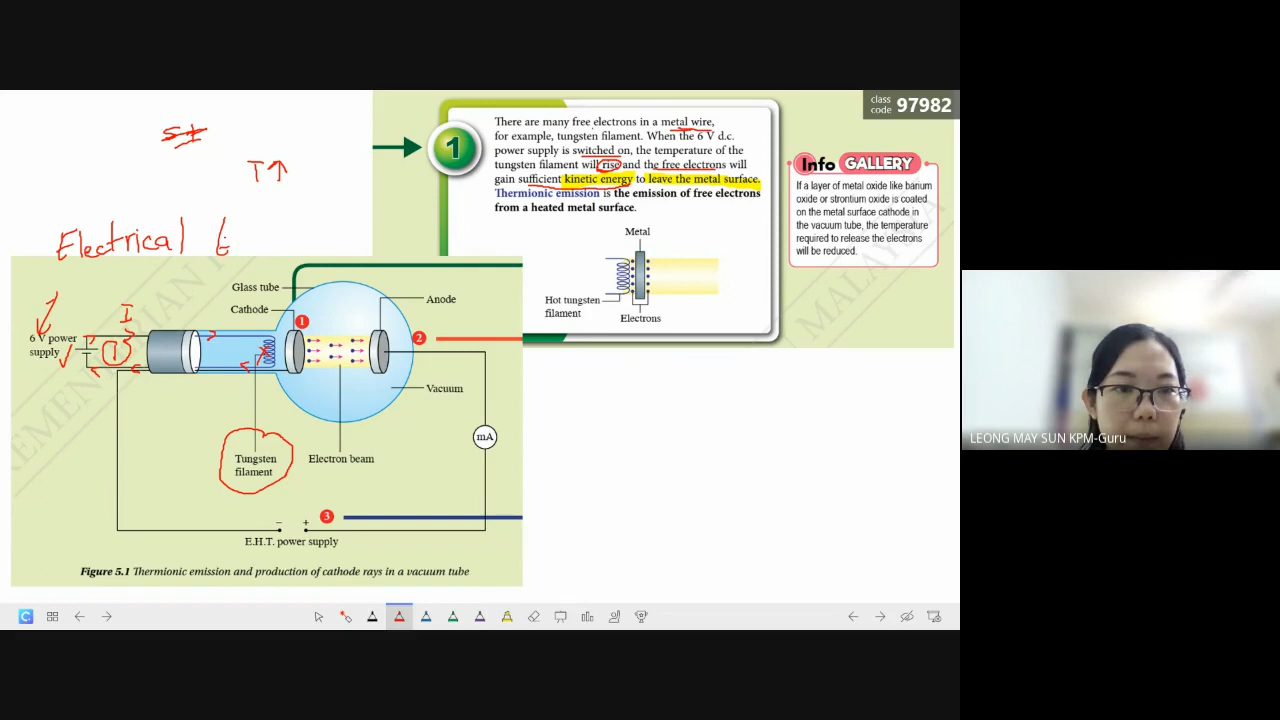 class
code 97982
1
There are many free electrons in a metal wire,
for example, tungsten filament. When the 6 V d.c.
power supply is switched on, the temperature of the
tungsten filament will rise and the free electrons will
gain sufficient kinetic energy to leave the metal surface.
Thermionic emission is the emission of free electrons
from a heated metal surface.
Metal
Hot tungsten
filament
Electrons
Info GALLERY
If a layer of metal oxide like barium
oxide or strontium oxide is coated
on the metal surface cathode in
the vacuum tube, the temperature
required to release the electrons
will be reduced.
T↑
Electrical E
Glass tube
Cathode
Anode
1
2
I
6 V power
supply
1
Vacuum
mA
Tungsten
filament
Electron beam
3
− +
E.H.T. power supply
Figure 5.1 Thermionic emission and production of cathode rays in a vacuum tube
KEMENTERIAN
MALAYSIA
LEONG MAY SUN KPM-Guru